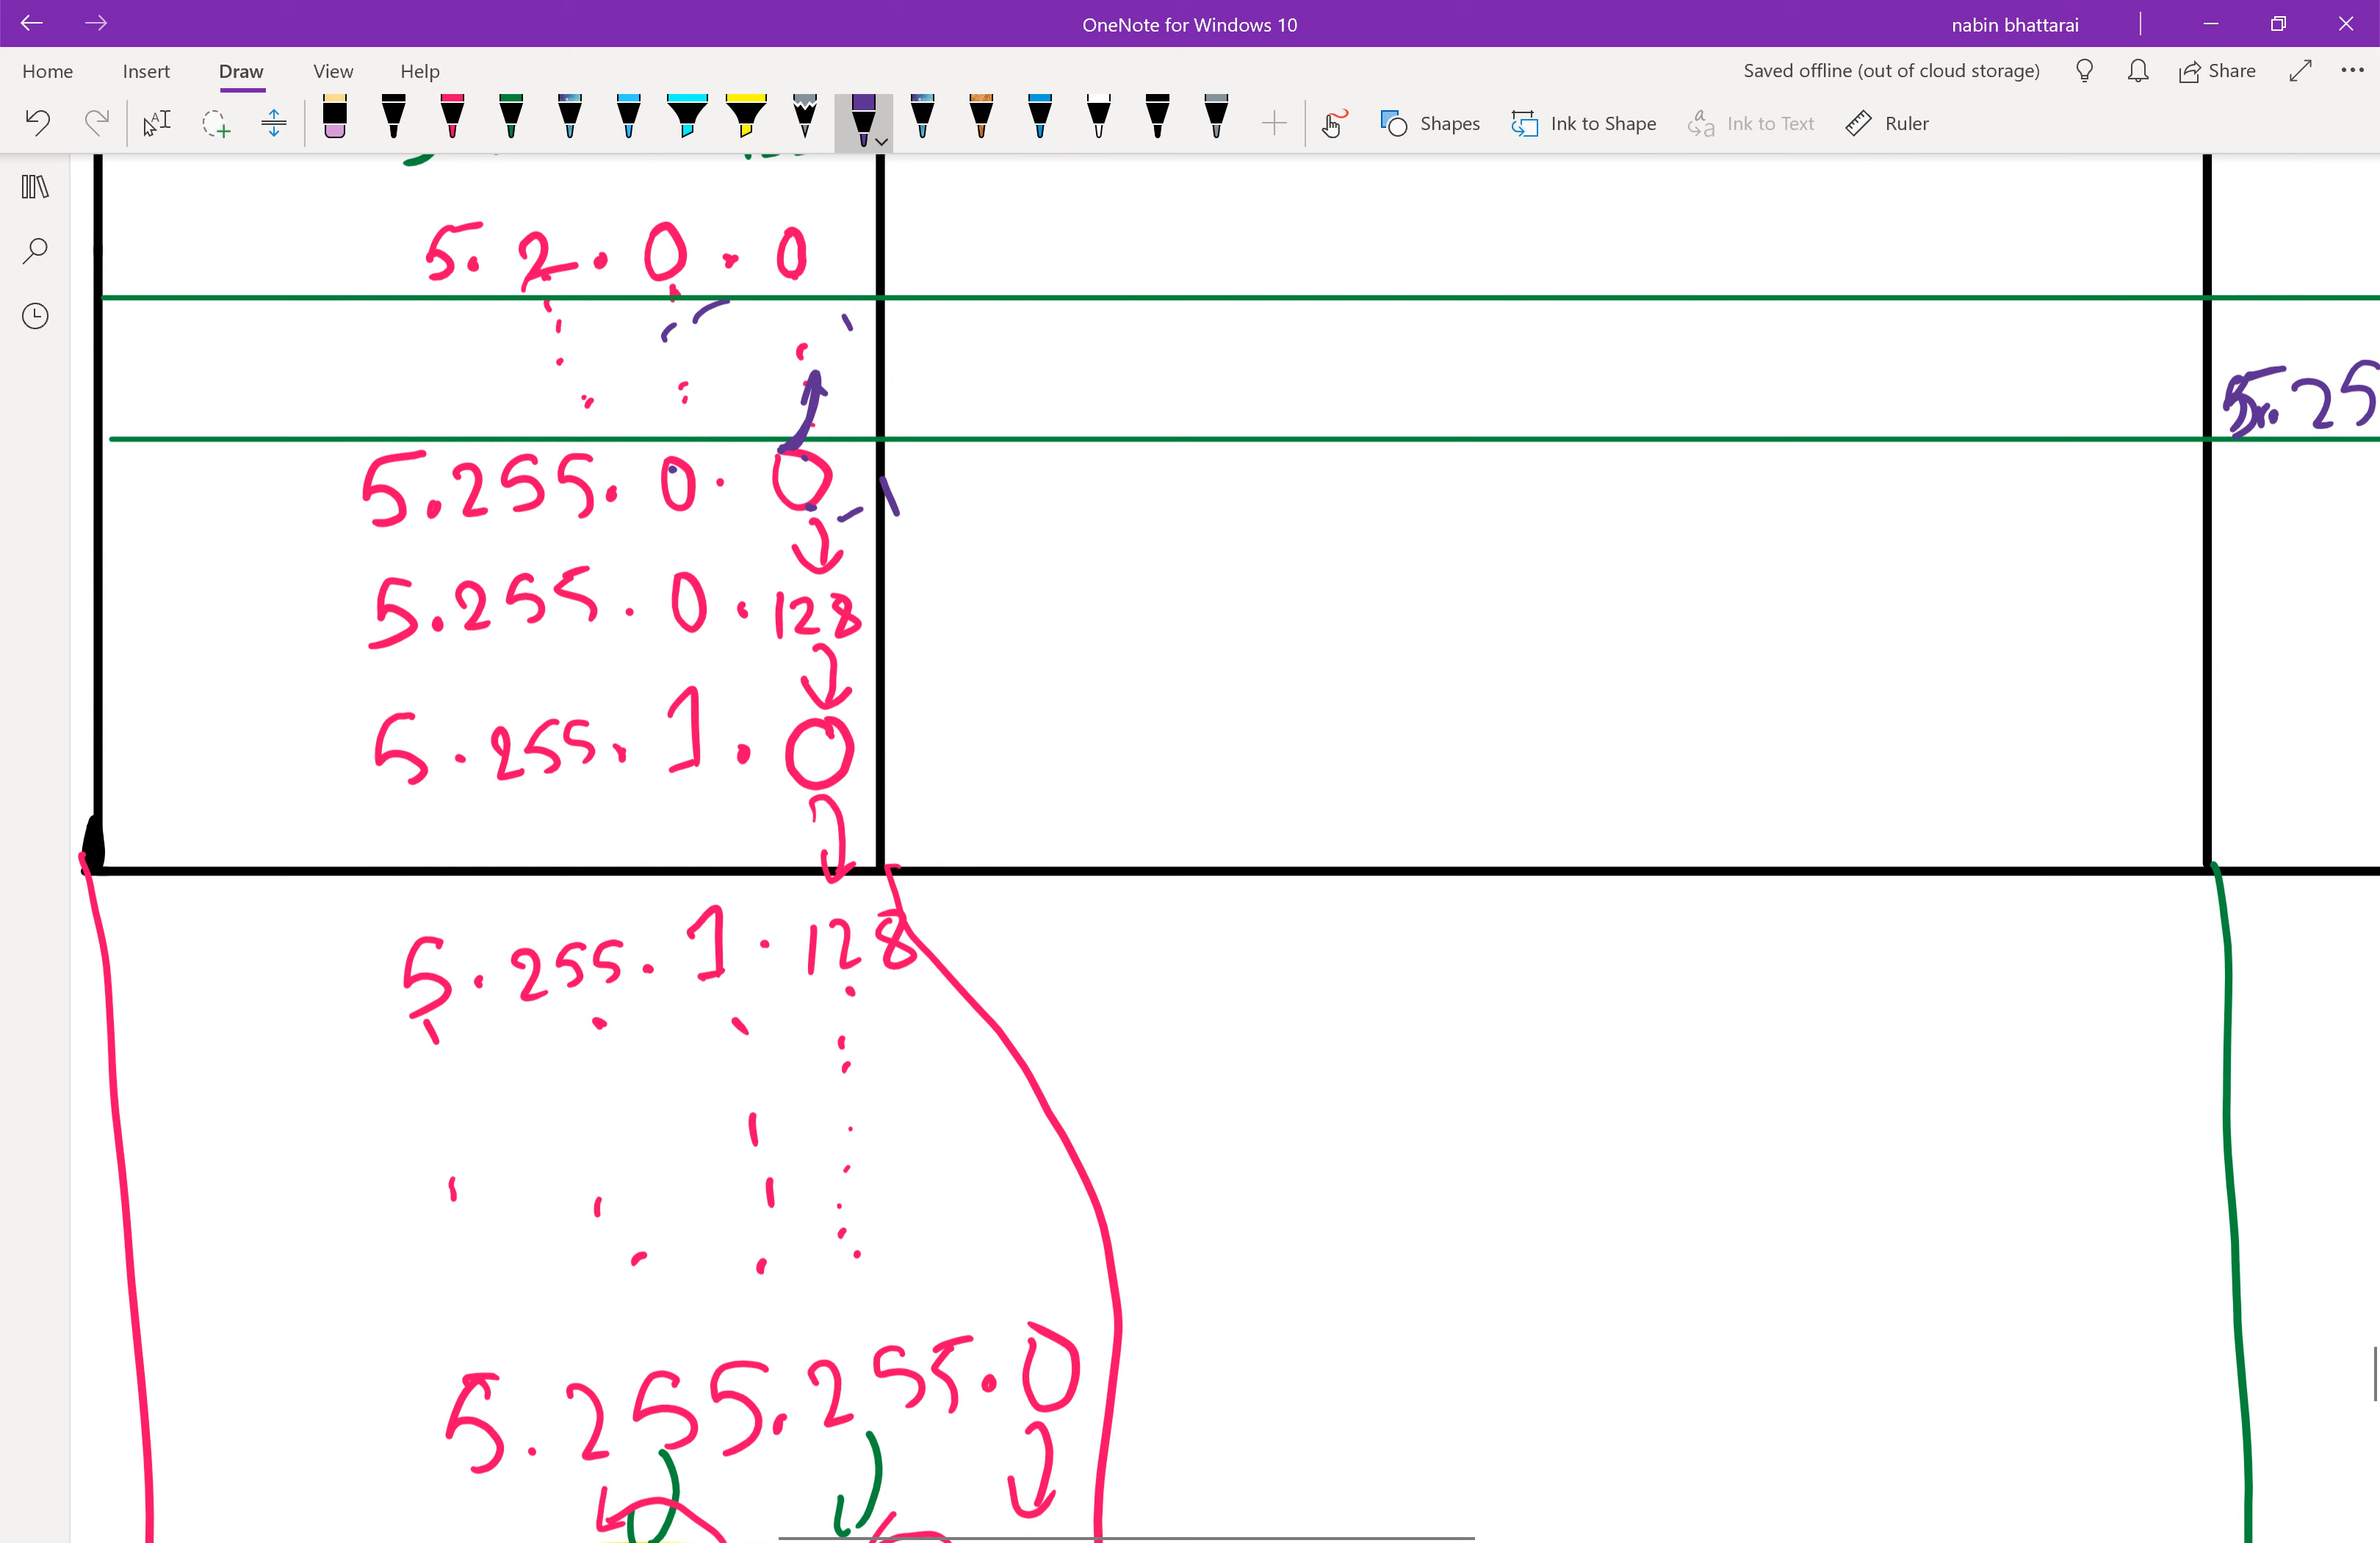 OneNote for Windows 10
nabin bhattarai
Home Insert Draw View Help
Saved offline (out of cloud storage) Share
Shapes Ink to Shape Ink to Text Ruler
5.2.0.0
5.25
5.255.0.0
5.255.0.128
5.255.1.0
5.255.1.128
5.255.255.0